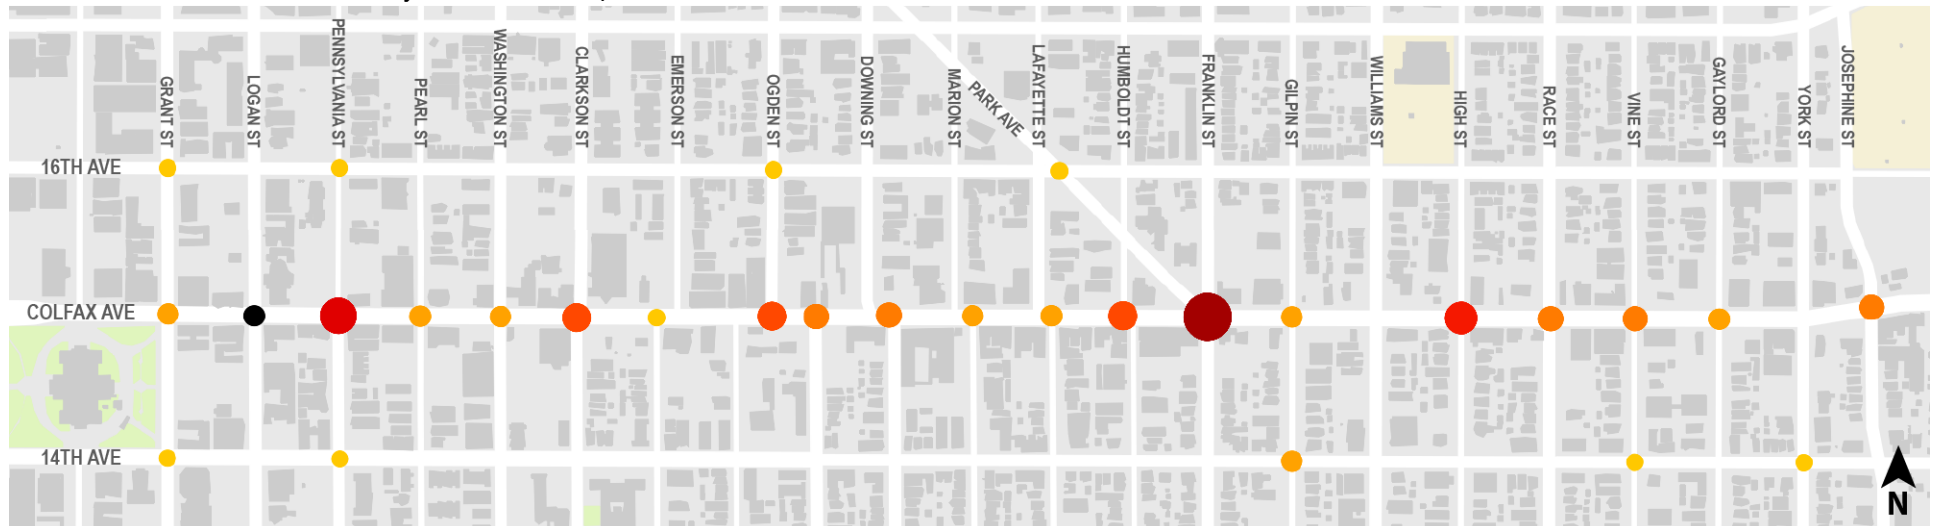 GRANT ST
LOGAN ST
PENNSYLVANIA ST
PEARL ST
WASHINGTON ST
CLARKSON ST
EMERSON ST
OGDEN ST
DOWNING ST
MARION ST
PARK AVE
LAFAYETTE ST
HUMBOLDT ST
FRANKLIN ST
GILPIN ST
WILLIAMS ST
HIGH ST
RACE ST
VINE ST
GAYLORD ST
YORK ST
JOSEPHINE ST
16TH AVE
COLFAX AVE
14TH AVE
N